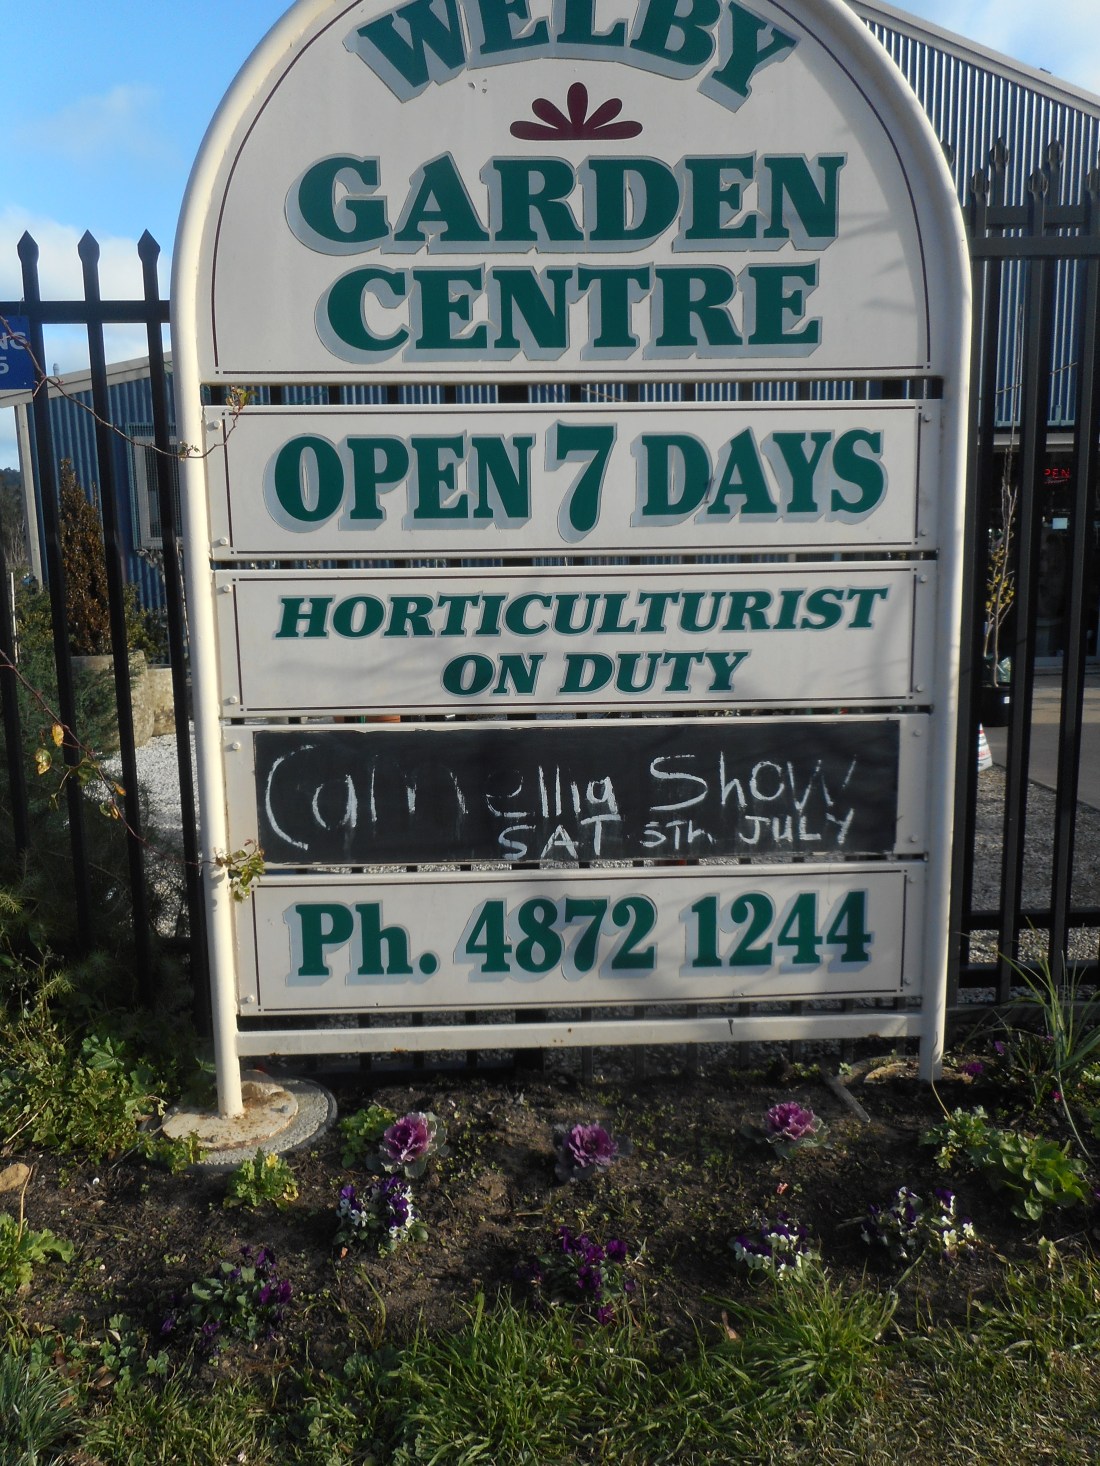 WELBY
GARDEN
CENTRE
OPEN 7 DAYS
HORTICULTURIST
ON DUTY
Camellia Show
SAT 5Th JULY
Ph. 4872 1244